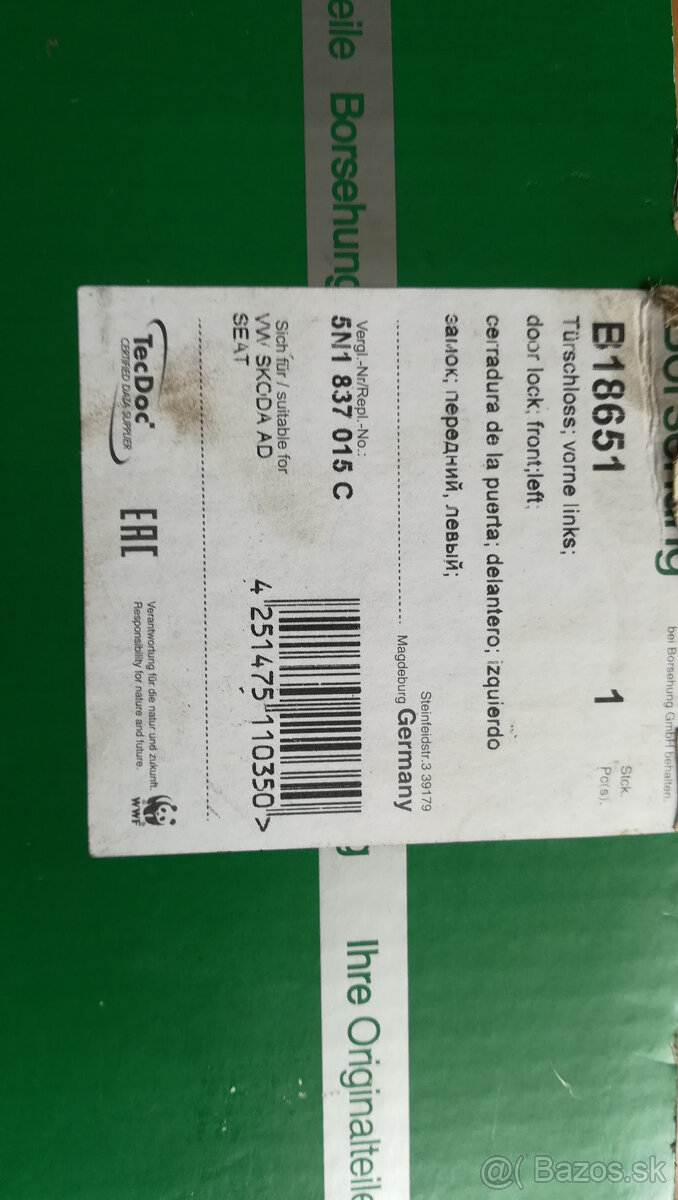 eile Borsehung
bei Borsehung GmbH behalten.
B18651 1 Stck.
Pc(s).
Türschloss; vorne links;
door lock; front;left;
cerradura de la puerta; delantero; izquierdo
замок; передний, левый;
Steinfeldstr.3 39179
Magdeburg Germany
Vergl.-Nr/Repl.-No.:
5N1 837 015 C
Sich für / suitable for
VW SKODA AD
SEAT
4 251475 110350 >
TecDoc
CERTIFIED DATA SUPPLIER
EAC
Verantwortung für die natur und zukunft.
Responsibility for nature and future.
WWF
g Ihre Originalteile
@( Bazos.sk